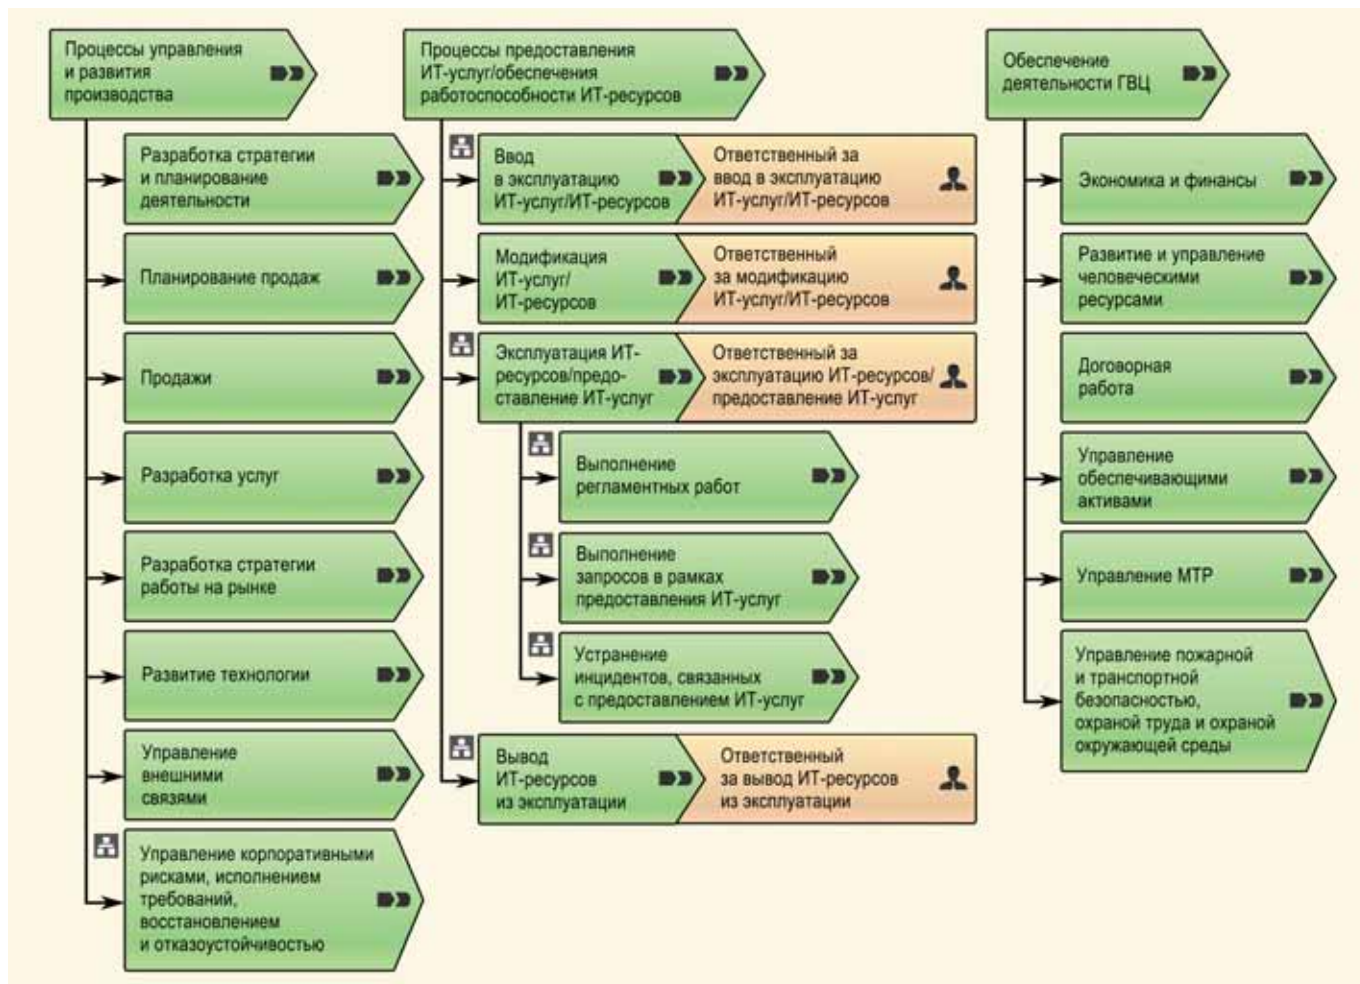 Процессы управления
и развития
производства
Разработка стратегии
и планирование
деятельности
Планирование продаж
Продажи
Разработка услуг
Разработка стратегии
работы на рынке
Развитие технологии
Управление
внешними
связями
Управление корпоративными
рисками, исполнением
требований,
восстановлением
и отказоустойчивостью
Процессы предоставления
ИТ-услуг/обеспечения
работоспособности ИТ-ресурсов
Ввод
в эксплуатацию
ИТ-услуг/ИТ-ресурсов
Ответственный за
ввод в эксплуатацию
ИТ-услуг/ИТ-ресурсов
Модификация
ИТ-услуг/
ИТ-ресурсов
Ответственный
за модификацию
ИТ-услуг/ИТ-ресурсов
Эксплуатация ИТ-
ресурсов/предо-
ставление ИТ-услуг
Ответственный за
эксплуатацию ИТ-ресурсов/
предоставление ИТ-услуг
Выполнение
регламентных работ
Выполнение
запросов в рамках
предоставления ИТ-услуг
Устранение
инцидентов, связанных
с предоставлением ИТ-услуг
Вывод
ИТ-ресурсов
из эксплуатации
Ответственный
за вывод ИТ-ресурсов
из эксплуатации
Обеспечение
деятельности ГВЦ
Экономика и финансы
Развитие и управление
человеческими
ресурсами
Договорная
работа
Управление
обеспечивающими
активами
Управление МТР
Управление пожарной
и транспортной
безопасностью,
охраной труда и охраной
окружающей среды